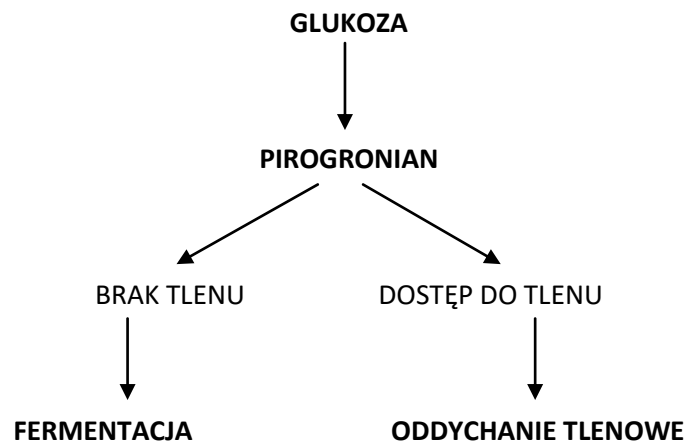 GLUKOZA
PIROGRONIAN
BRAK TLENU
DOSTĘP DO TLENU
FERMENTACJA
ODDYCHANIE TLENOWE